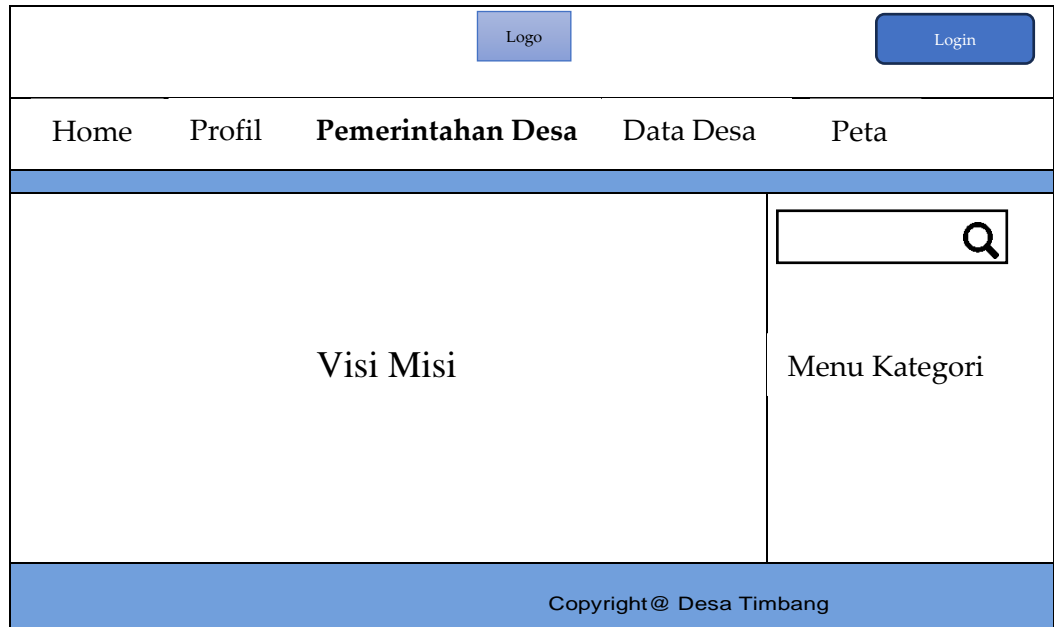 Logo
Login
Home Profil Pemerintahan Desa Data Desa Peta
Visi Misi
Menu Kategori
Copyright@ Desa Timbang